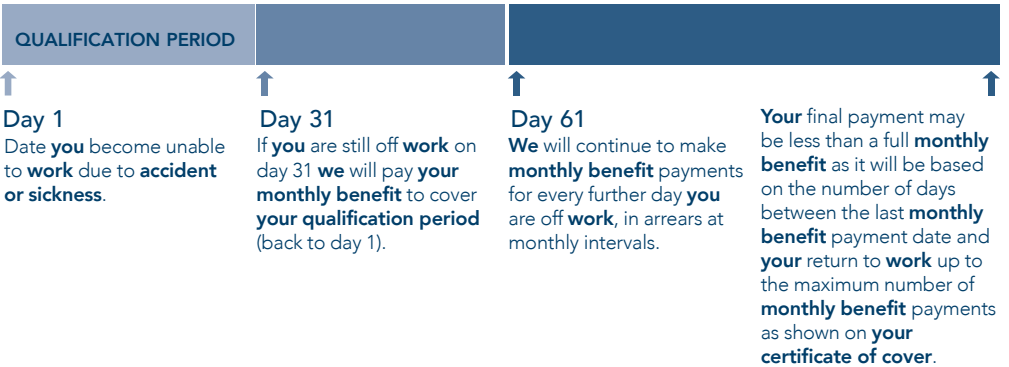 QUALIFICATION PERIOD
Day 1
Date you become unable
to work due to accident
or sickness.
Day 31
If you are still off work on
day 31 we will pay your
monthly benefit to cover
your qualification period
(back to day 1).
Day 61
We will continue to make
monthly benefit payments
for every further day you
are off work, in arrears at
monthly intervals.
Your final payment may
be less than a full monthly
benefit as it will be based
on the number of days
between the last monthly
benefit payment date and
your return to work up to
the maximum number of
monthly benefit payments
as shown on your
certificate of cover.